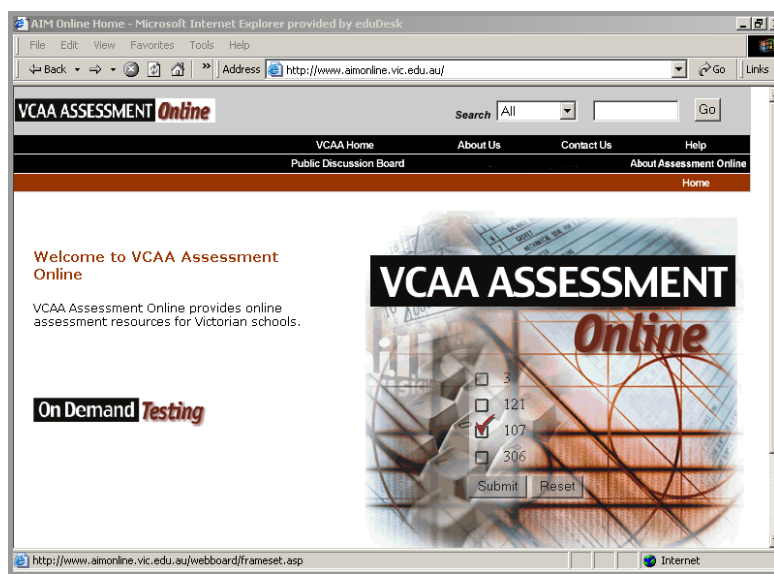 AIM Online Home - Microsoft Internet Explorer provided by eduDesk
File Edit View Favorites Tools Help
Back » Address http://www.aimonline.vic.edu.au/ Go Links
VCAA ASSESSMENT Online
Search All Go
VCAA Home About Us Contact Us Help
Public Discussion Board About Assessment Online
Home
Welcome to VCAA Assessment
Online
VCAA Assessment Online provides online
assessment resources for Victorian schools.
On Demand Testing
VCAA ASSESSMENT
Online
3
121
107
306
Submit Reset
http://www.aimonline.vic.edu.au/webboard/frameset.asp Internet